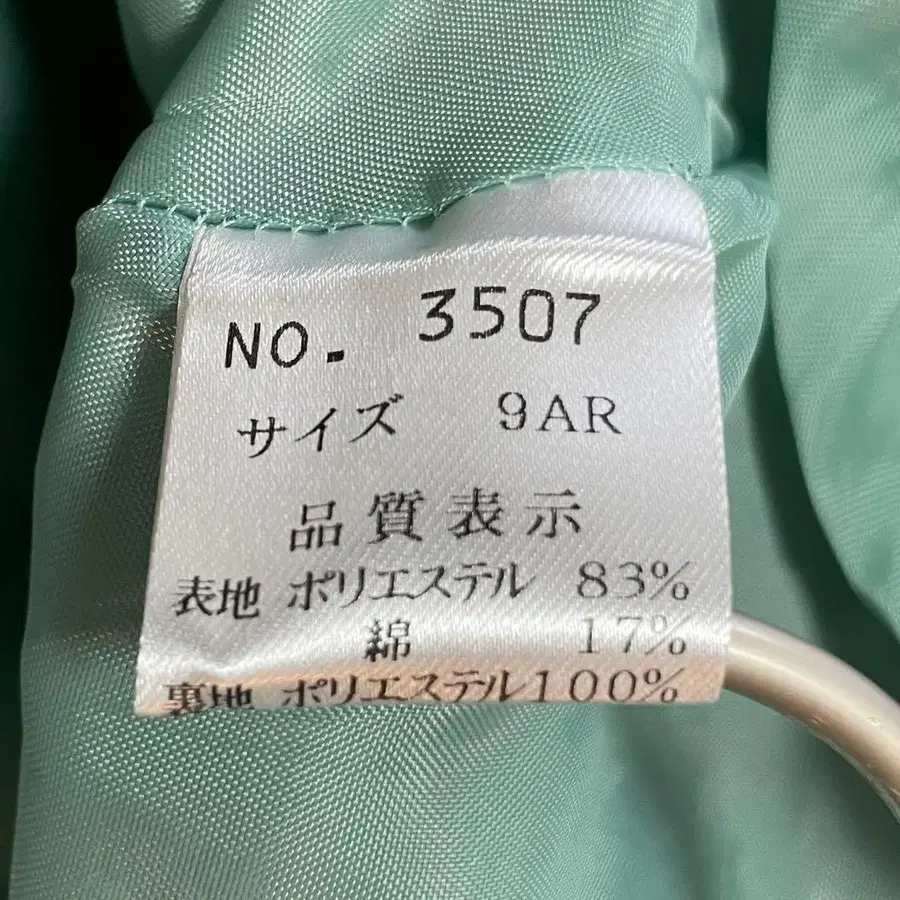 NO. 3507
サイズ 9AR
品質表示
表地 ポリエステル 83%
綿 17%
裏地 ポリエステル100%